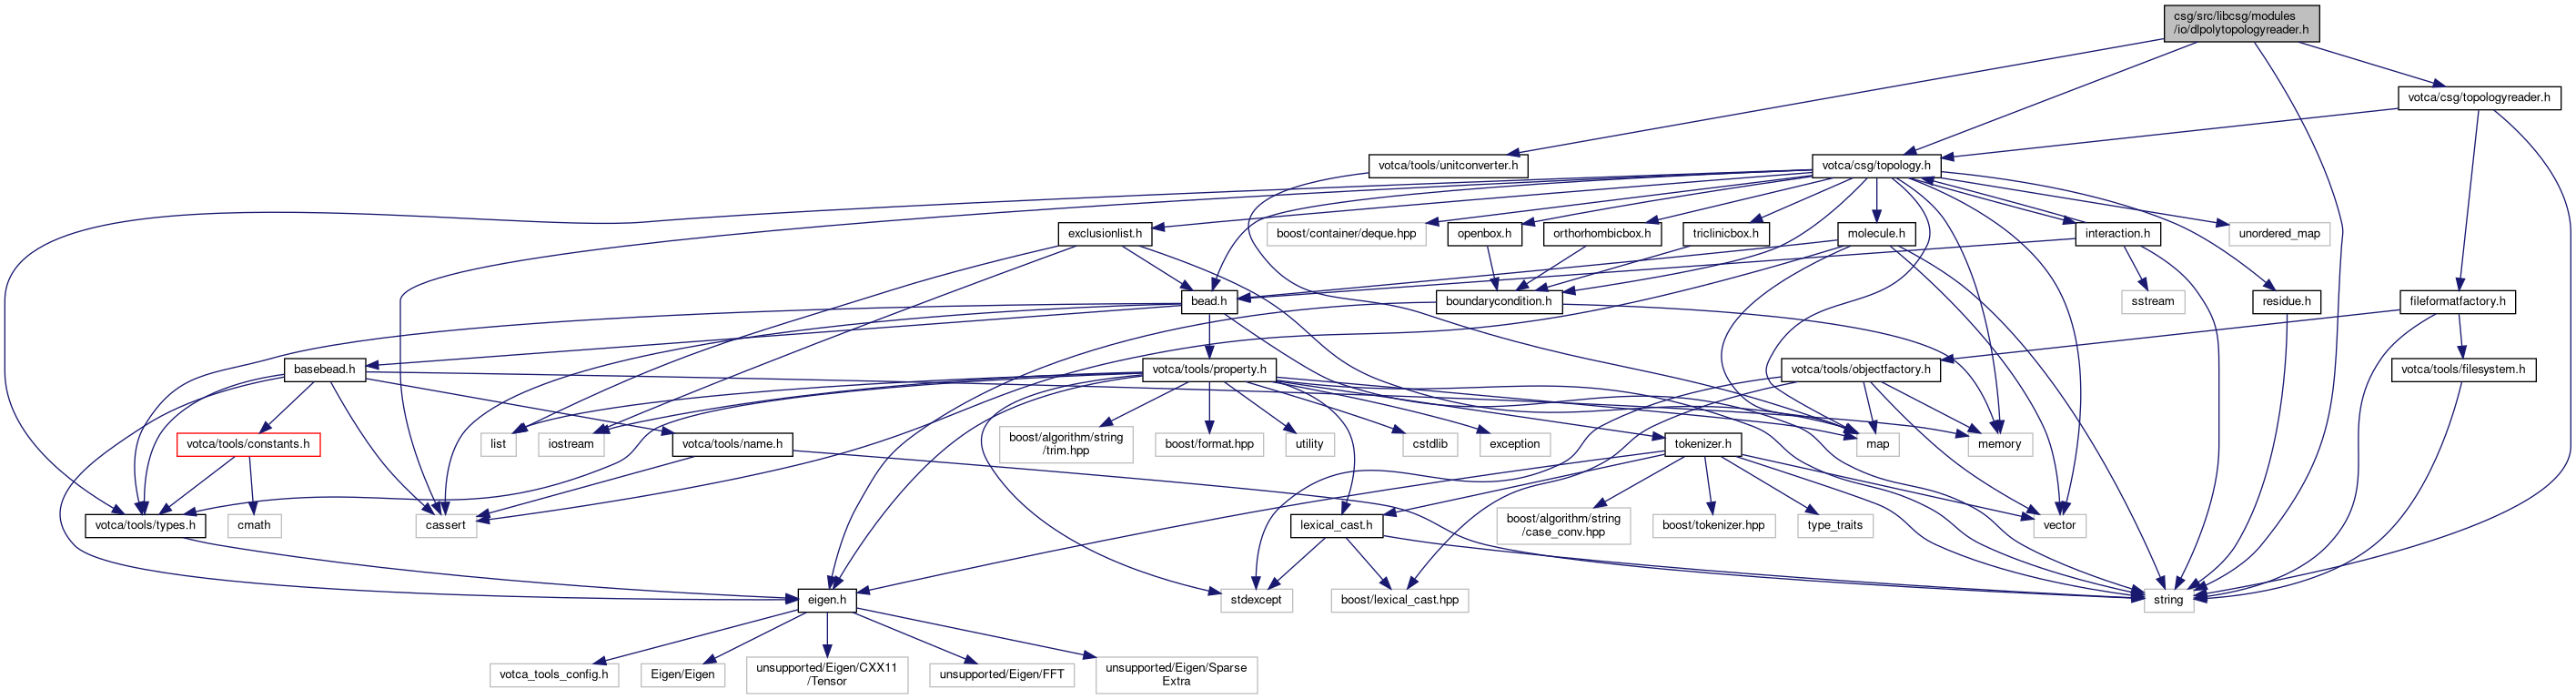 csg/src/libcsg/modules
/io/dlpolytopologyreader.h
votca/csg/topologyreader.h
votca/tools/unitconverter.h
votca/csg/topology.h
exclusionlist.h
boost/container/deque.hpp
openbox.h
orthorhombicbox.h
triclinicbox.h
molecule.h
interaction.h
unordered_map
bead.h
boundarycondition.h
sstream
residue.h
fileformatfactory.h
basebead.h
votca/tools/property.h
votca/tools/objectfactory.h
votca/tools/filesystem.h
votca/tools/constants.h
list
iostream
votca/tools/name.h
boost/algorithm/string
/trim.hpp
boost/format.hpp
utility
cstdlib
exception
tokenizer.h
map
memory
votca/tools/types.h
cmath
cassert
lexical_cast.h
boost/algorithm/string
/case_conv.hpp
boost/tokenizer.hpp
type_traits
vector
eigen.h
stdexcept
boost/lexical_cast.hpp
string
votca_tools_config.h
Eigen/Eigen
unsupported/Eigen/CXX11
/Tensor
unsupported/Eigen/FFT
unsupported/Eigen/Sparse
Extra